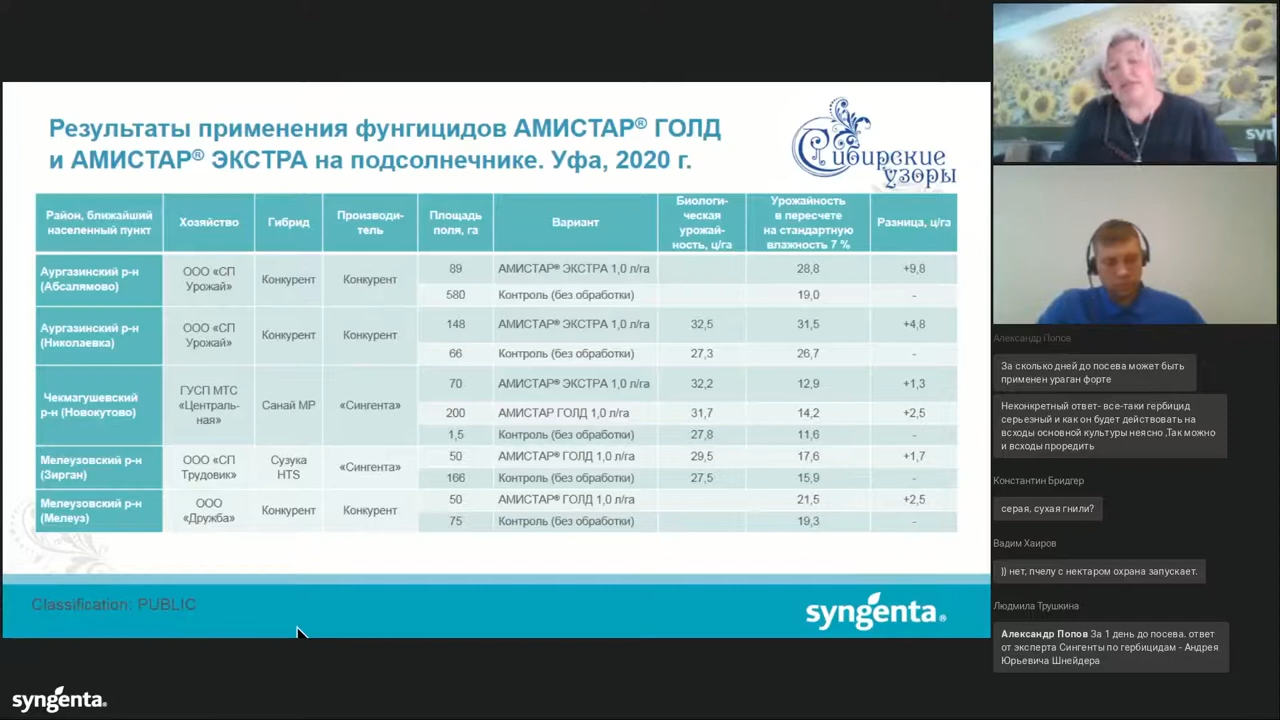 Результаты применения фунгицидов АМИСТАР® ГОЛД
и АМИСТАР® ЭКСТРА на подсолнечнике. Уфа, 2020 г.
Сибирские
узоры
Район, ближайший населенный пункт | Хозяйство | Гибрид | Производи-тель | Площадь поля, га | Вариант | Биологи-ческая урожай-ность, ц/га | Урожайность в пересчете на стандартную влажность 7 % | Разница, ц/га
Аургазинский р-н (Абсалямово) | ООО «СП Урожай» | Конкурент | Конкурент | 89 | АМИСТАР® ЭКСТРА 1,0 л/га | 28,8 | +9,8
580 | Контроль (без обработки) | 19,0 | -
Аургазинский р-н (Николаевка) | ООО «СП Урожай» | Конкурент | Конкурент | 148 | АМИСТАР® ЭКСТРА 1,0 л/га | 32,5 | 31,5 | +4,8
66 | Контроль (без обработки) | 27,3 | 26,7 | -
Чекмагушевский р-н (Новокутово) | ГУСП МТС «Централь-ная» | Санай МР | «Сингента» | 70 | АМИСТАР® ЭКСТРА 1,0 л/га | 32,2 | 12,9 | +1,3
200 | АМИСТАР ГОЛД 1,0 л/га | 31,7 | 14,2 | +2,5
1,5 | Контроль (без обработки) | 27,8 | 11,6 | -
Мелеузовский р-н (Зирган) | ООО «СП Трудовик» | Сузука HTS | «Сингента» | 50 | АМИСТАР® ГОЛД 1,0 л/га | 29,5 | 17,6 | +1,7
166 | Контроль (без обработки) | 27,5 | 15,9 | -
Мелеузовский р-н (Мелеуз) | ООО «Дружба» | Конкурент | Конкурент | 50 | АМИСТАР® ГОЛД 1,0 л/га | 21,5 | +2,5
75 | Контроль (без обработки) | 19,3 | -
Classification: PUBLIC
syngenta®
syngenta®
syn
Александр Попов
За сколько дней до посева может быть
применен ураган форте
Неконкретный ответ- все-таки гербицид
серьезный и как он будет действовать на
всходы основной культуры неясно ,Так можно
и всходы проредить
Константин Бридгер
серая, сухая гнили?
Вадим Хаиров
)) нет, пчелу с нектаром охрана запускает.
Людмила Трушкина
Александр Попов За 1 день до посева. ответ
от эксперта Сингенты по гербицидам - Андрея
Юрьевича Шнейдера